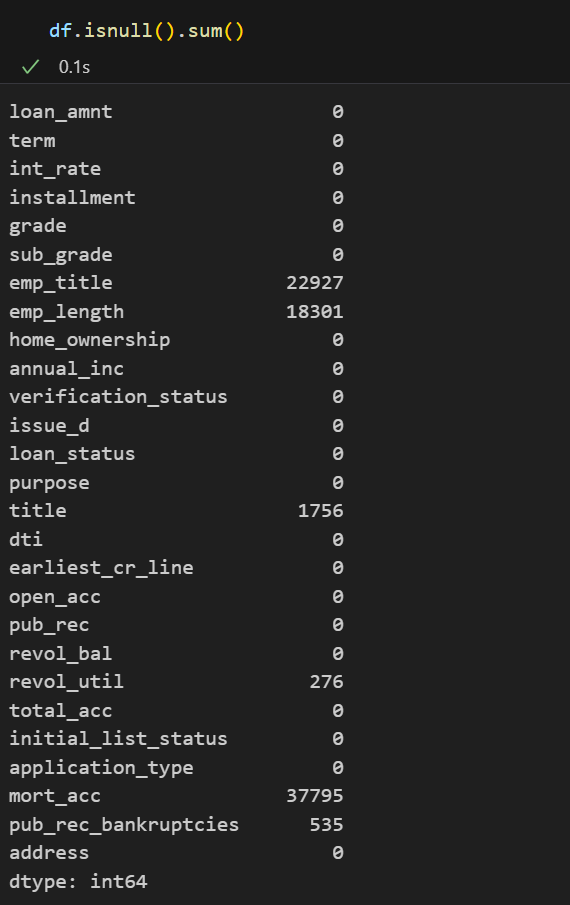 df.isnull().sum()
0.1s
loan_amnt 0
term 0
int_rate 0
installment 0
grade 0
sub_grade 0
emp_title 22927
emp_length 18301
home_ownership 0
annual_inc 0
verification_status 0
issue_d 0
loan_status 0
purpose 0
title 1756
dti 0
earliest_cr_line 0
open_acc 0
pub_rec 0
revol_bal 0
revol_util 276
total_acc 0
initial_list_status 0
application_type 0
mort_acc 37795
pub_rec_bankruptcies 535
address 0
dtype: int64